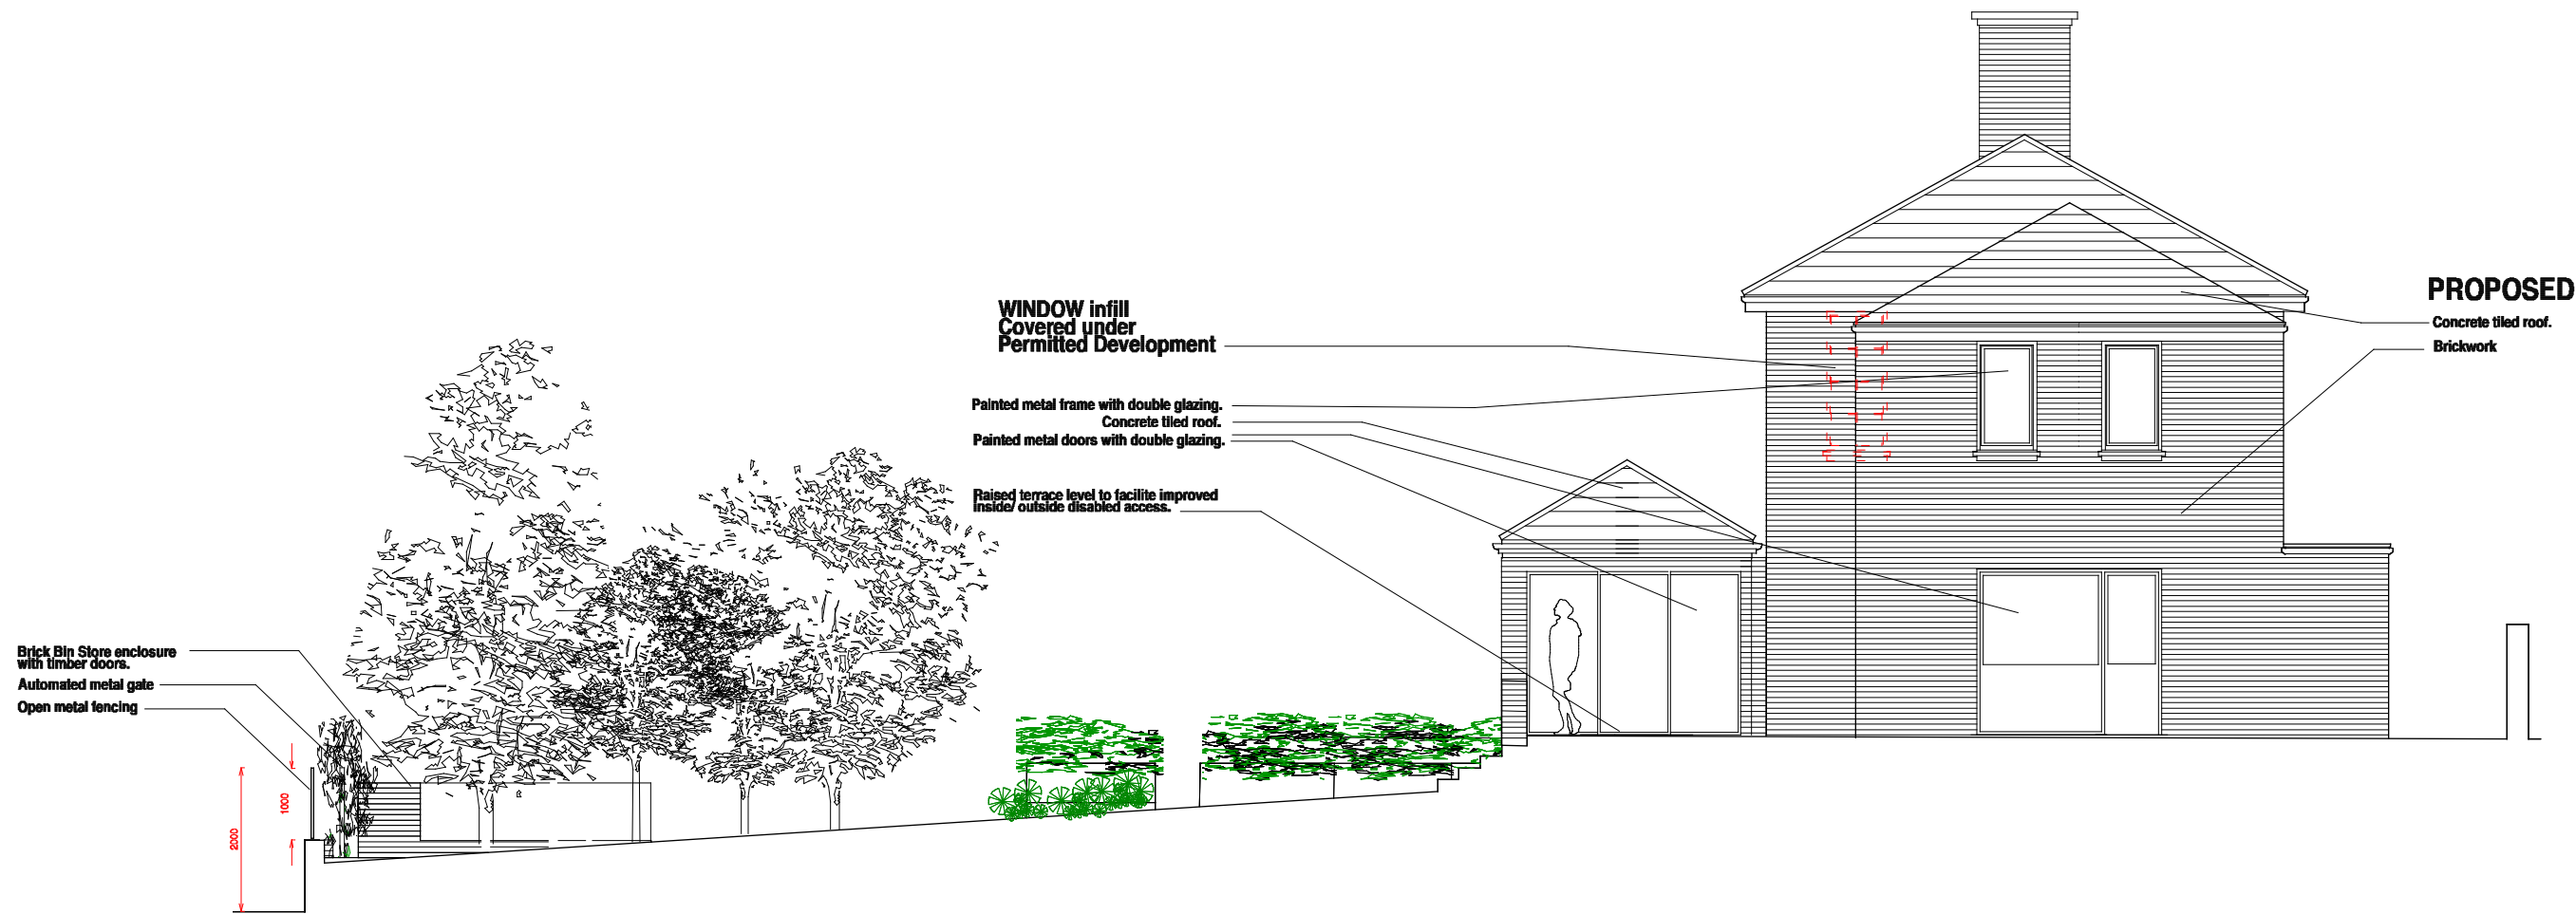 PROPOSED
WINDOW infill
Covered under
Permitted Development
Concrete tiled roof.
Brickwork
Painted metal frame with double glazing.
Concrete tiled roof.
Painted metal doors with double glazing.
Raised terrace level to facilite improved
inside/ outside disabled access.
Brick Bin Store enclosure
with timber doors.
Automated metal gate
Open metal fencing
1000
2000